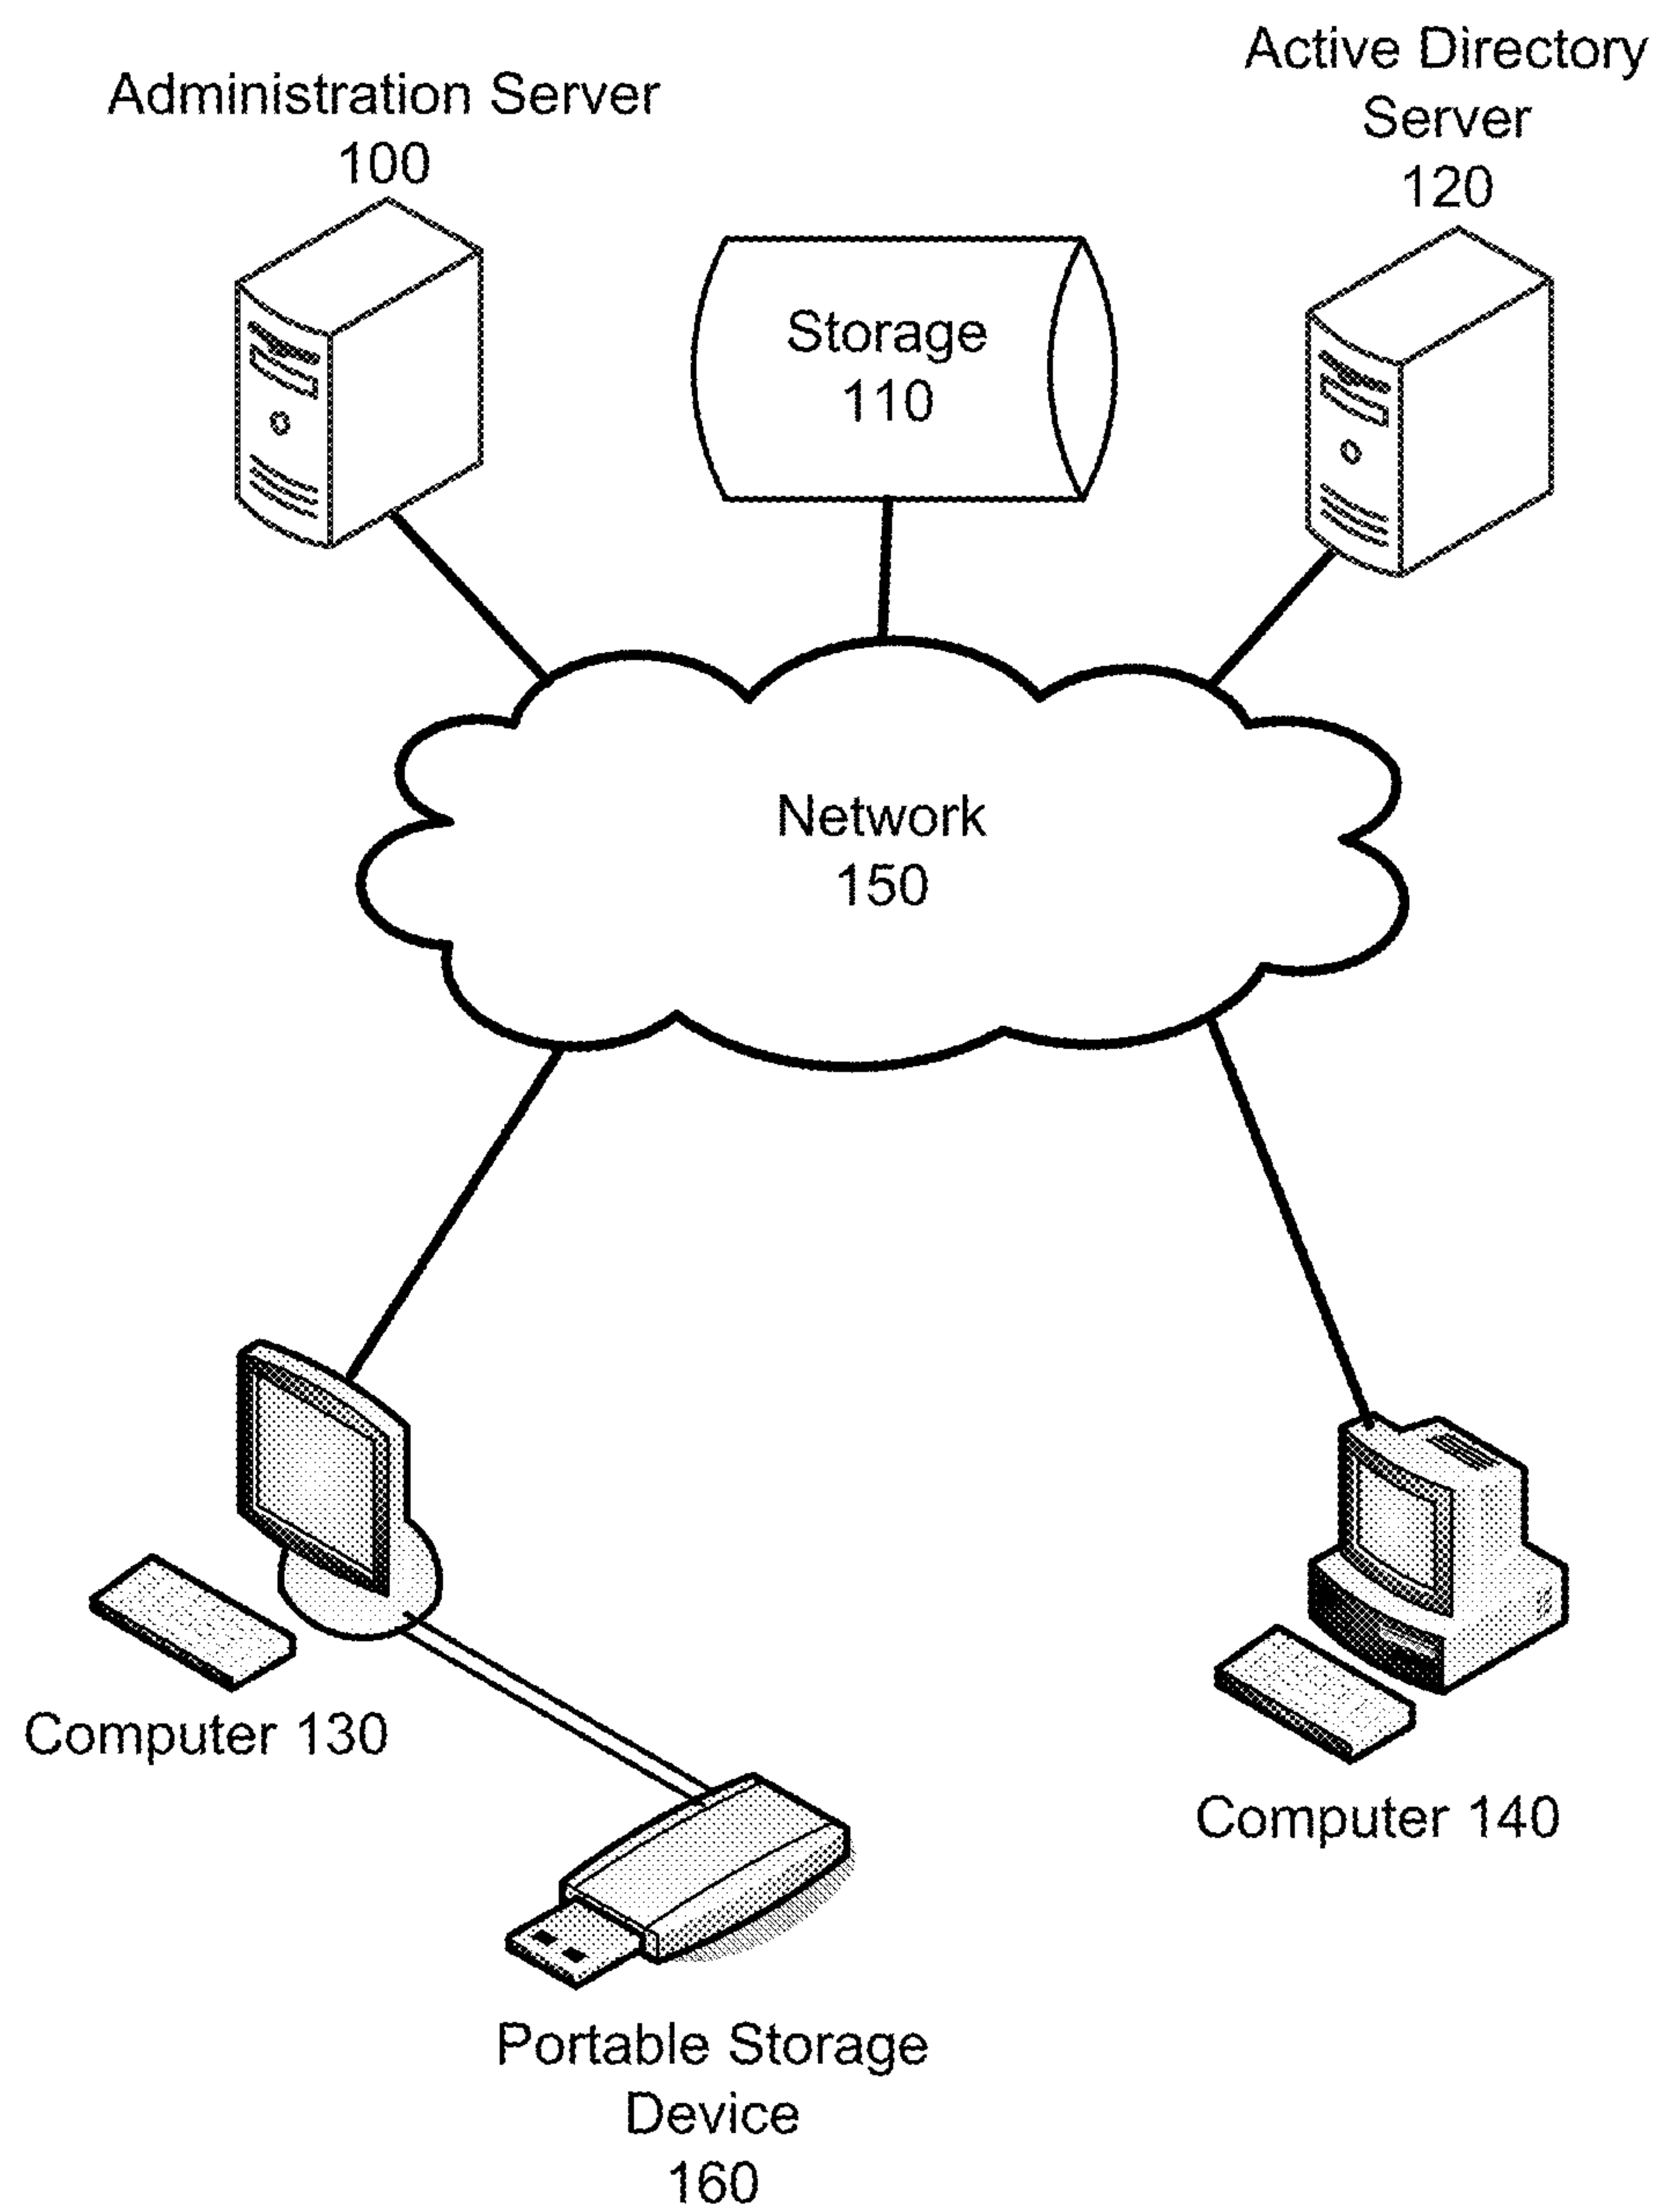 Administration Server
100
Active Directory
Server
120
Storage
110
Network
150
Computer 130
Computer 140
Portable Storage
Device
160